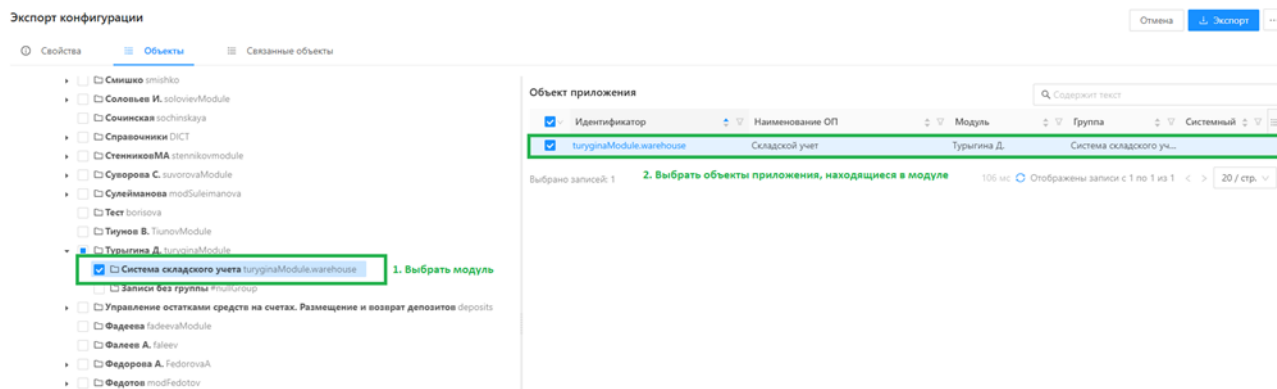 Экспорт конфигурации
Отмена
Экспорт
Свойства
Объекты
Связанные объекты
Смишко smishko
Соловьев И. solovievModule
Сочинская sochinskaya
Справочники DICT
СтенниковМА stennikovmodule
Суворова С. suvorovaModule
Сулейманова modSuleimanova
Тест borisova
Тиунов В. TiunovModule
Турыгина Д. turyginaModule
Система складского учета turyginaModule.warehouse
1. Выбрать модуль
Записи без группы #nullGroup
Управление остатками средств на счетах. Размещение и возврат депозитов deposits
Фадеева fadeevaModule
Фалеев А. faleev
Федорова А. FedorovaA
Федотов modFedotov
Объект приложения
Содержит текст
Идентификатор Наименование ОП Модуль Группа Системный
turyginaModule.warehouse Складской учет Турыгина Д. Система складского уч...
Выбрано записей: 1
2. Выбрать объекты приложения, находящиеся в модуле
106 мс Отображены записи с 1 по 1 из 1 < > 20 / стр.